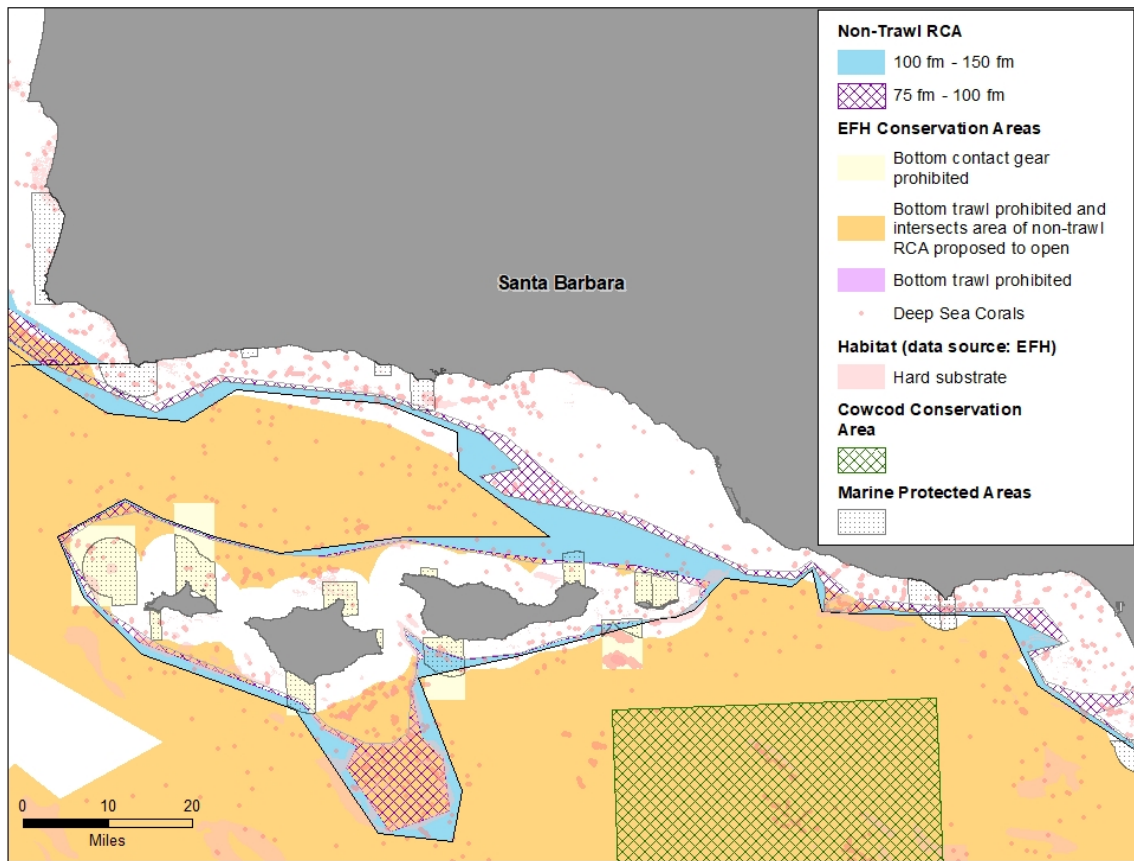 Non-Trawl RCA
100 fm - 150 fm
75 fm - 100 fm
EFH Conservation Areas
Bottom contact gear
prohibited
Bottom trawl prohibited and
intersects area of non-trawl
RCA proposed to open
Bottom trawl prohibited
Deep Sea Corals
Habitat (data source: EFH)
Hard substrate
Cowcod Conservation
Area
Marine Protected Areas
Santa Barbara
0 10 20
Miles